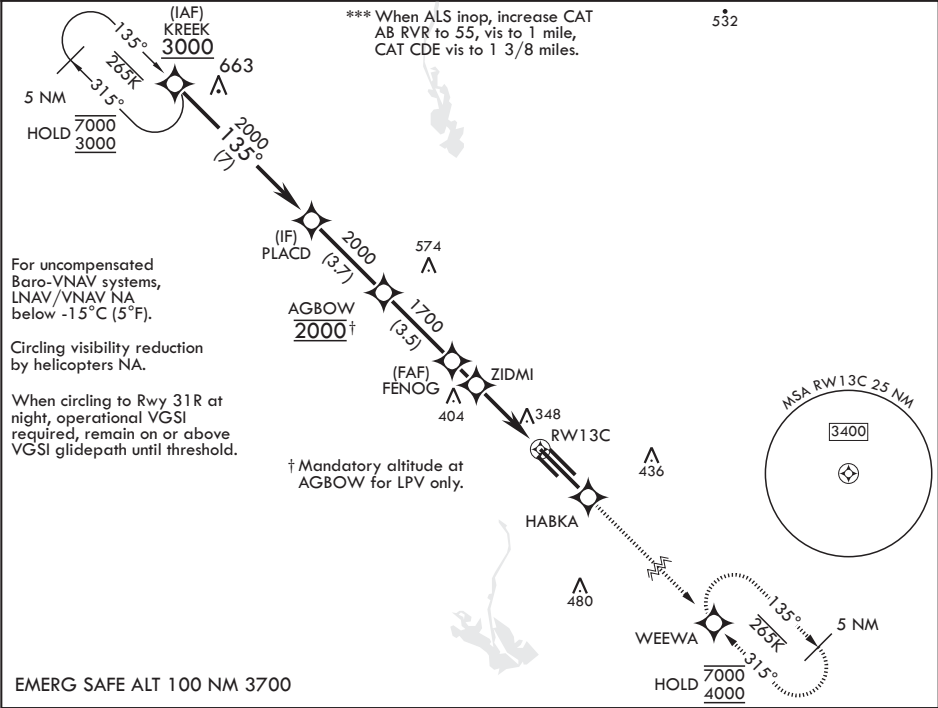 (IAF)
KREEK
3000
135°
265K
315°
5 NM
HOLD 7000
3000
663
*** When ALS inop, increase CAT
AB RVR to 55, vis to 1 mile,
CAT CDE vis to 1 3/8 miles.
532
2000
135°
(7)
(IF)
PLACD
2000
(3.7)
574
For uncompensated
Baro-VNAV systems,
LNAV/VNAV NA
below -15°C (5°F).
Circling visibility reduction
by helicopters NA.
When circling to Rwy 31R at
night, operational VGSI
required, remain on or above
VGSI glidepath until threshold.
AGBOW
2000†
1700
(3.5)
(FAF)
FENOG
ZIDMI
404
348
RW13C
436
† Mandatory altitude at
AGBOW for LPV only.
HABKA
MSA RW13C 25 NM
3400
480
WEEWA
135°
265K
315°
5 NM
HOLD 7000
4000
EMERG SAFE ALT 100 NM 3700